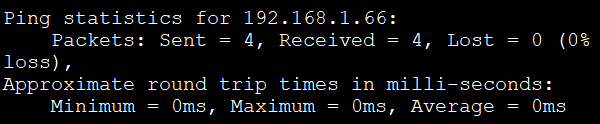 Ping statistics for 192.168.1.66:
    Packets: Sent = 4, Received = 4, Lost = 0 (0%
loss),
Approximate round trip times in milli-seconds:
    Minimum = 0ms, Maximum = 0ms, Average = 0ms